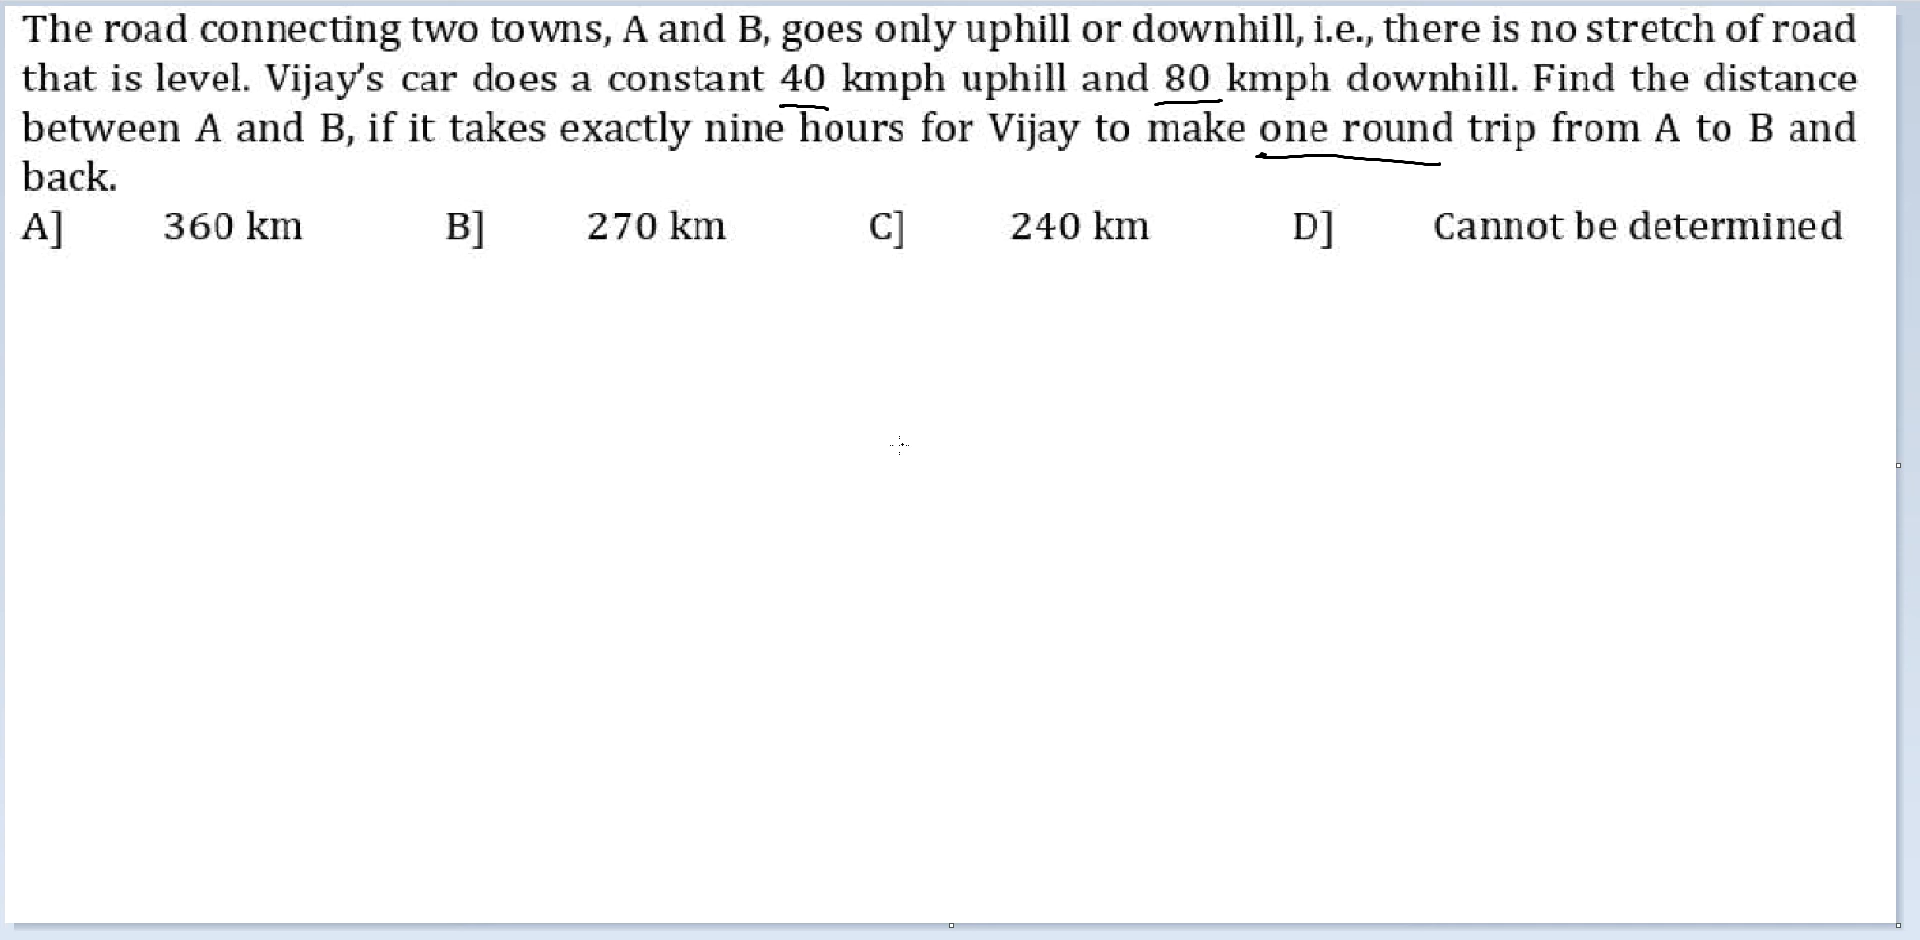 The road connecting two towns, A and B, goes only uphill or downhill, i.e., there is no stretch of road
that is level. Vijay's car does a constant 40 kmph uphill and 80 kmph downhill. Find the distance
between A and B, if it takes exactly nine hours for Vijay to make one round trip from A to B and
back.
A] 360 km B] 270 km C] 240 km D] Cannot be determined